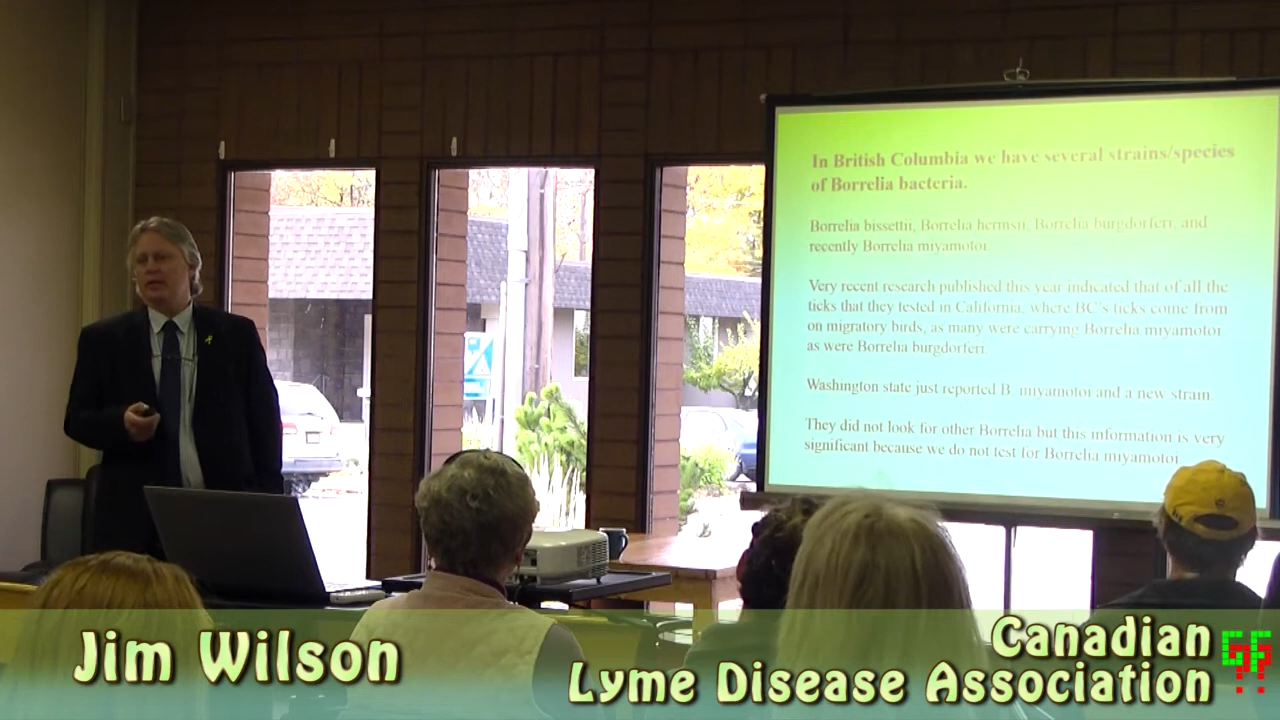 In British Columbia we have several strains/species
of Borrelia bacteria.
Borrelia bissettii, Borrelia hermsii, Borrelia burgdorferi, and
recently Borrelia miyamotoi.
Very recent research published this year indicated that of all the
ticks that they tested in California, where BC's ticks come from
on migratory birds, as many were carrying Borrelia miyamotoi
as were Borrelia burgdorferi.
Washington state just reported B. miyamotoi and a new strain
They did not look for other Borrelia but this information is very
significant because we do not test for Borrelia miyamotoi.
Jim Wilson
Canadian
Lyme Disease Association